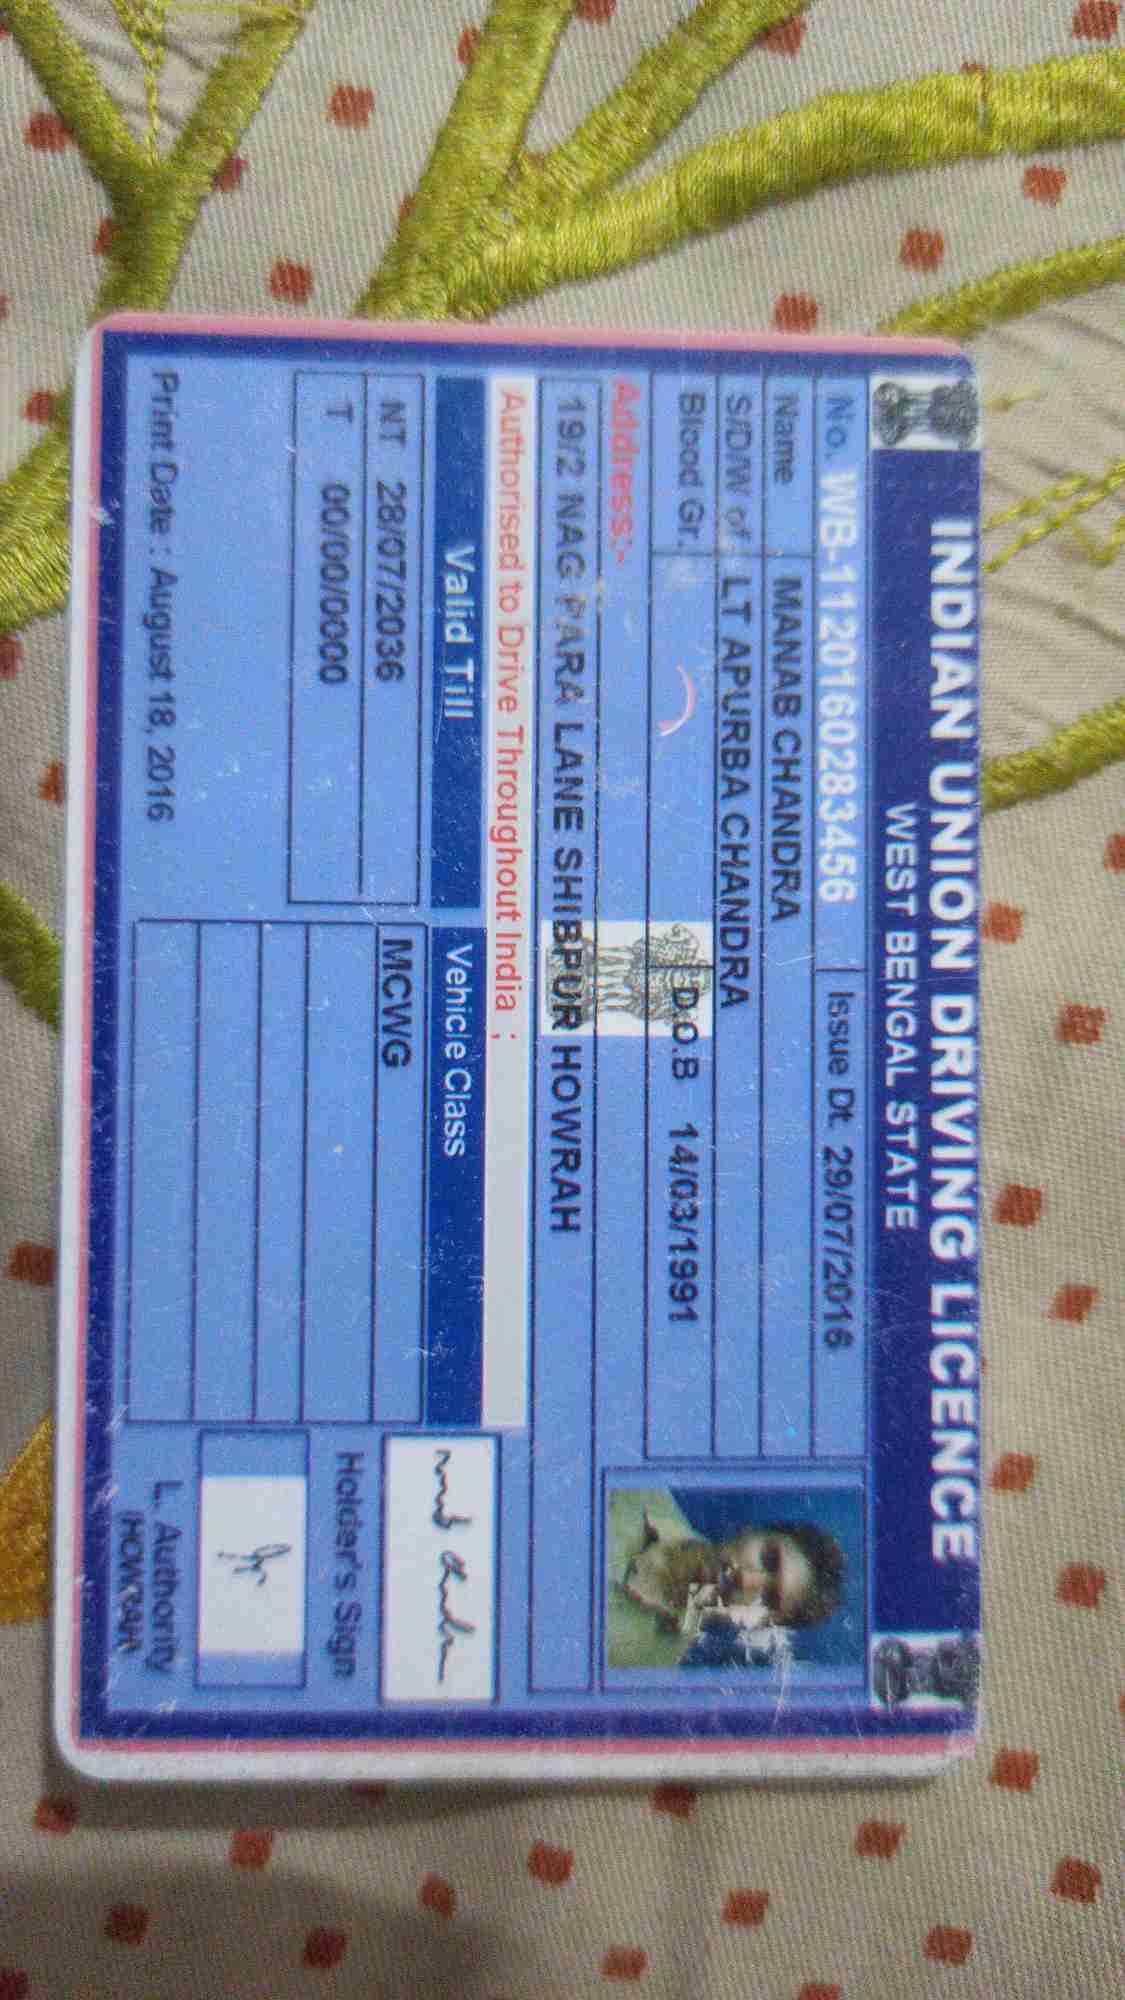 INDIAN UNION DRIVING LICENCE
WEST BENGAL STATE
No. WB-1120160283456 Issue Dt. 29/07/2016
Name MANAB CHANDRA
S/D/W of LT APURBA CHANDRA
Blood Gr. D.O.B 14/03/1991
Address:-
19/2 NAG PARA LANE SHIBPUR HOWRAH
Authorised to Drive Throughout India ;
Valid Till Vehicle Class
NT 28/07/2036 MCWG
T 00/00/0000
Holder's Sign
Print Date : August 18, 2016
L. Authority
HOWRAH